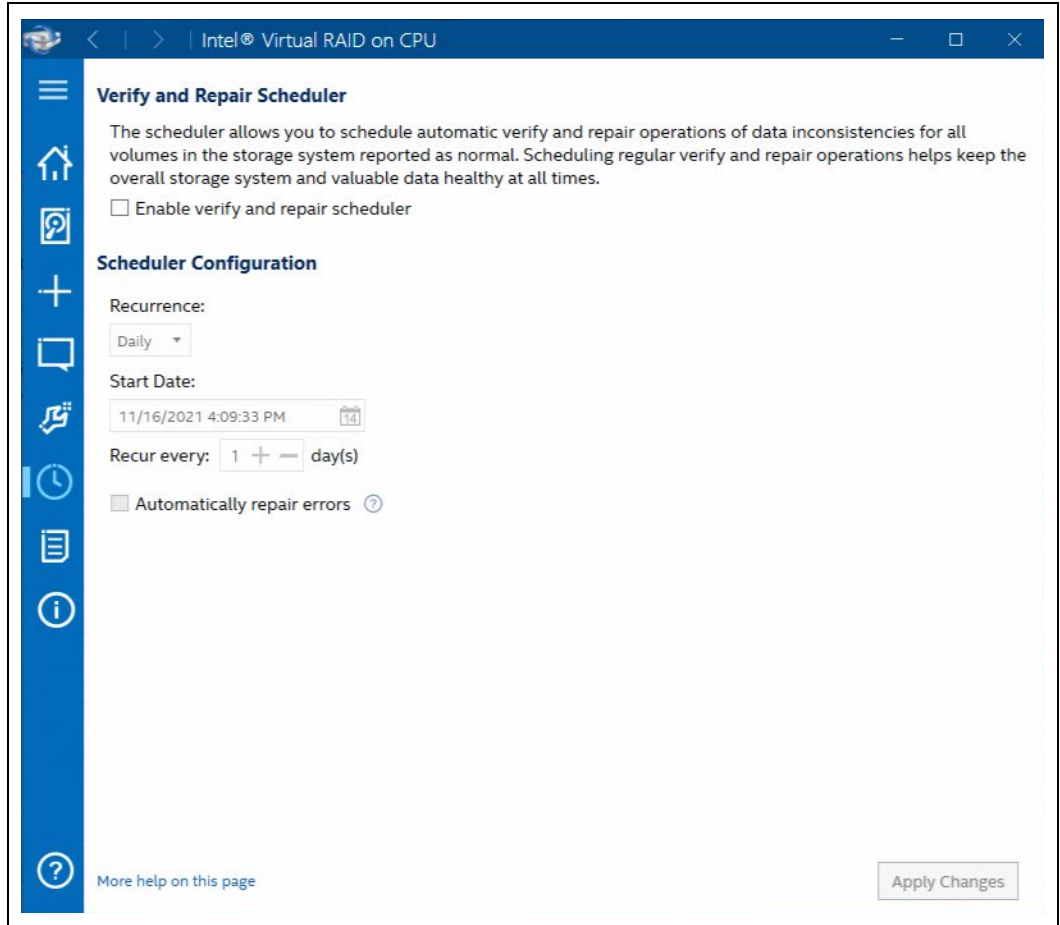 Intel® Virtual RAID on CPU
Verify and Repair Scheduler
The scheduler allows you to schedule automatic verify and repair operations of data inconsistencies for all
volumes in the storage system reported as normal. Scheduling regular verify and repair operations helps keep the
overall storage system and valuable data healthy at all times.
Enable verify and repair scheduler
Scheduler Configuration
Recurrence:
Daily
Start Date:
11/16/2021 4:09:33 PM
14
Recur every: 1 day(s)
Automatically repair errors ?
More help on this page
Apply Changes